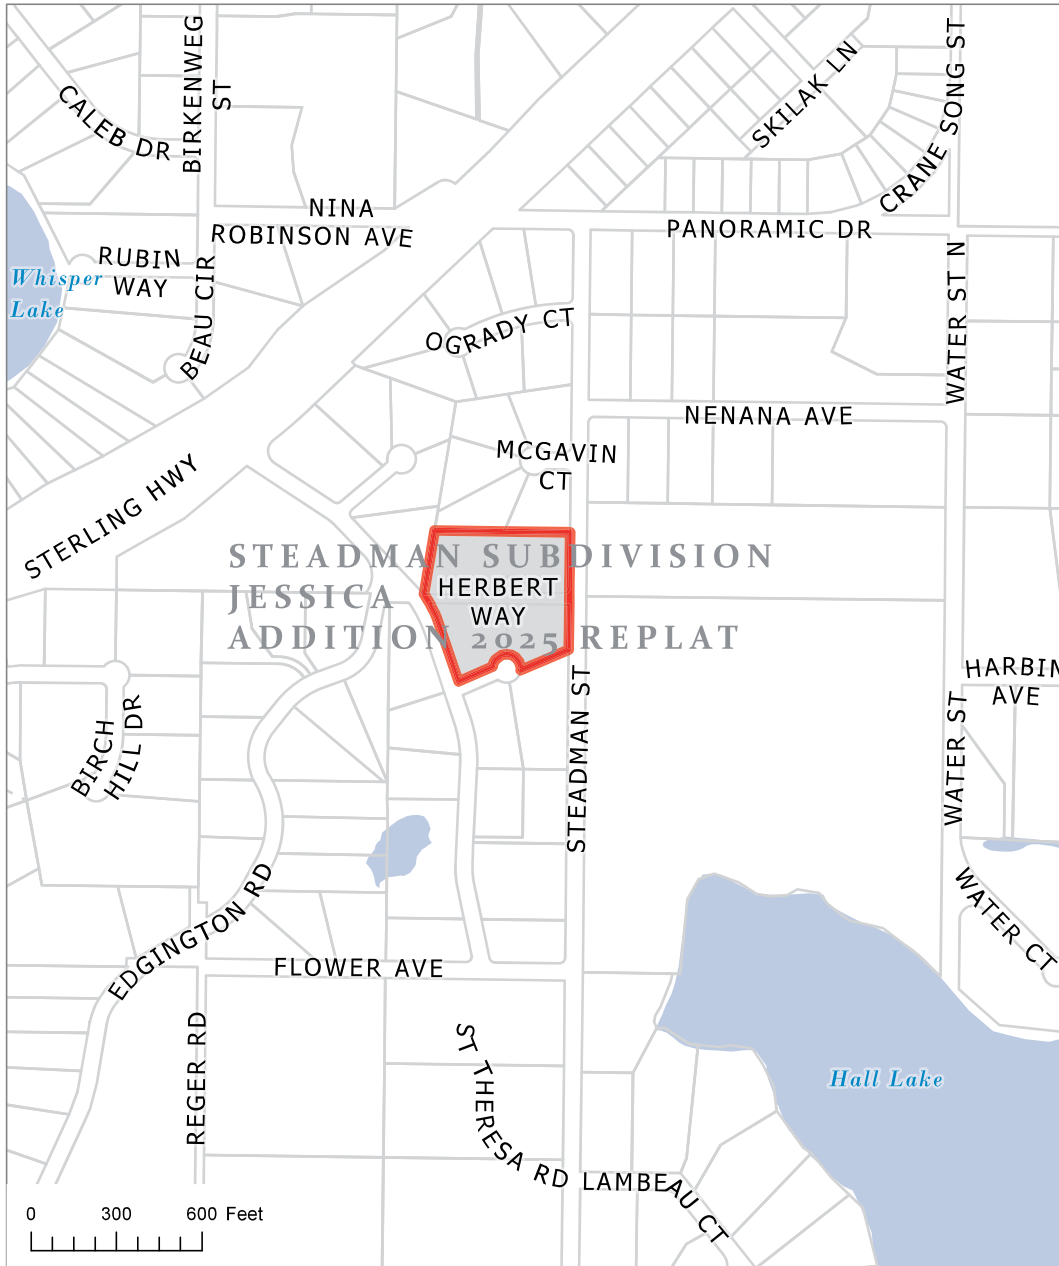 CALEB DR
BIRKENWEG
ST
SKILAK LN
CRANE SONG ST
NINA
ROBINSON AVE
PANORAMIC DR
RUBIN
WAY
Whisper
Lake
BEAU CIR
OGRADY CT
WATER ST N
NENANA AVE
MCGAVIN
CT
STERLING HWY
STEADMAN SUBDIVISION
JESSICA
ADDITION 2025 REPLAT
HERBERT
WAY
HARBIN
AVE
BIRCH
HILL DR
STEADMAN ST
WATER ST
EDGINGTON RD
WATER CT
FLOWER AVE
REGER RD
ST THERESA RD
Hall Lake
LAMBEAU CT
0 300 600 Feet